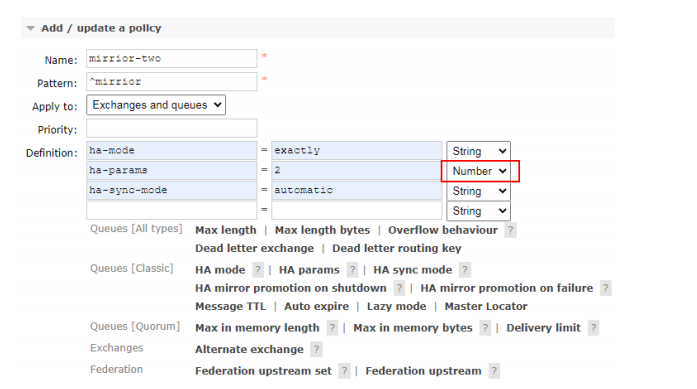 ▼ Add / update a policy
Name: mirrior-two *
Pattern: ^mirrior *
Apply to: Exchanges and queues
Priority:
Definition: ha-mode = exactly String
ha-params = 2 Number
ha-sync-mode = automatic String
= String
Queues [All types] Max length | Max length bytes | Overflow behaviour ?
Dead letter exchange | Dead letter routing key
Queues [Classic] HA mode ? | HA params ? | HA sync mode ?
HA mirror promotion on shutdown ? | HA mirror promotion on failure ?
Message TTL | Auto expire | Lazy mode | Master Locator
Queues [Quorum] Max in memory length ? | Max in memory bytes ? | Delivery limit ?
Exchanges Alternate exchange ?
Federation Federation upstream set ? | Federation upstream ?